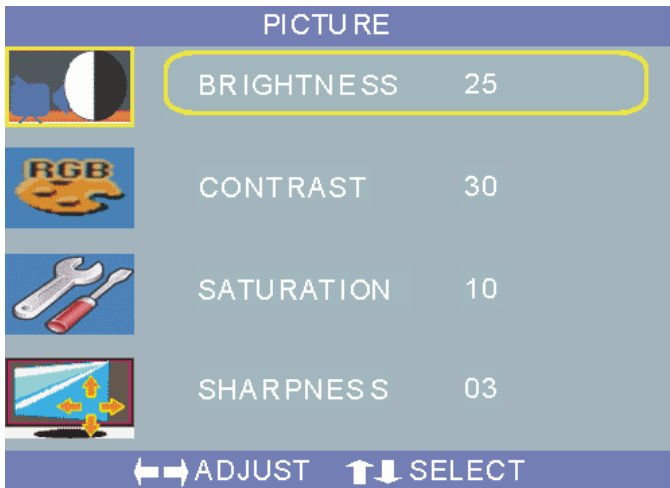 PICTURE
BRIGHTNESS 25
RGB
CONTRAST 30
SATURATION 10
SHARPNESS 03
ADJUST SELECT